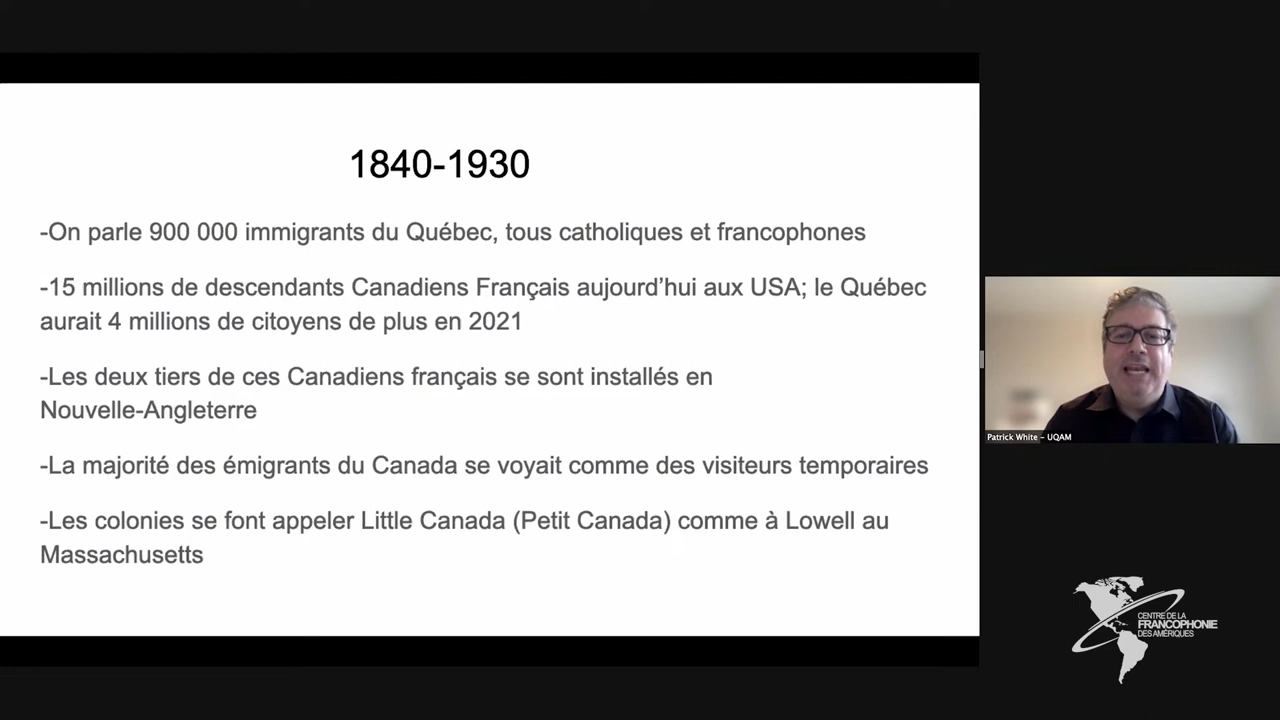 1840-1930
-On parle 900 000 immigrants du Québec, tous catholiques et francophones
-15 millions de descendants Canadiens Français aujourd’hui aux USA; le Québec
aurait 4 millions de citoyens de plus en 2021
-Les deux tiers de ces Canadiens français se sont installés en
Nouvelle-Angleterre
-La majorité des émigrants du Canada se voyait comme des visiteurs temporaires
-Les colonies se font appeler Little Canada (Petit Canada) comme à Lowell au
Massachusetts
Patrick White – UQAM
CENTRE DE LA
FRANCOPHONIE
DES AMÉRIQUES